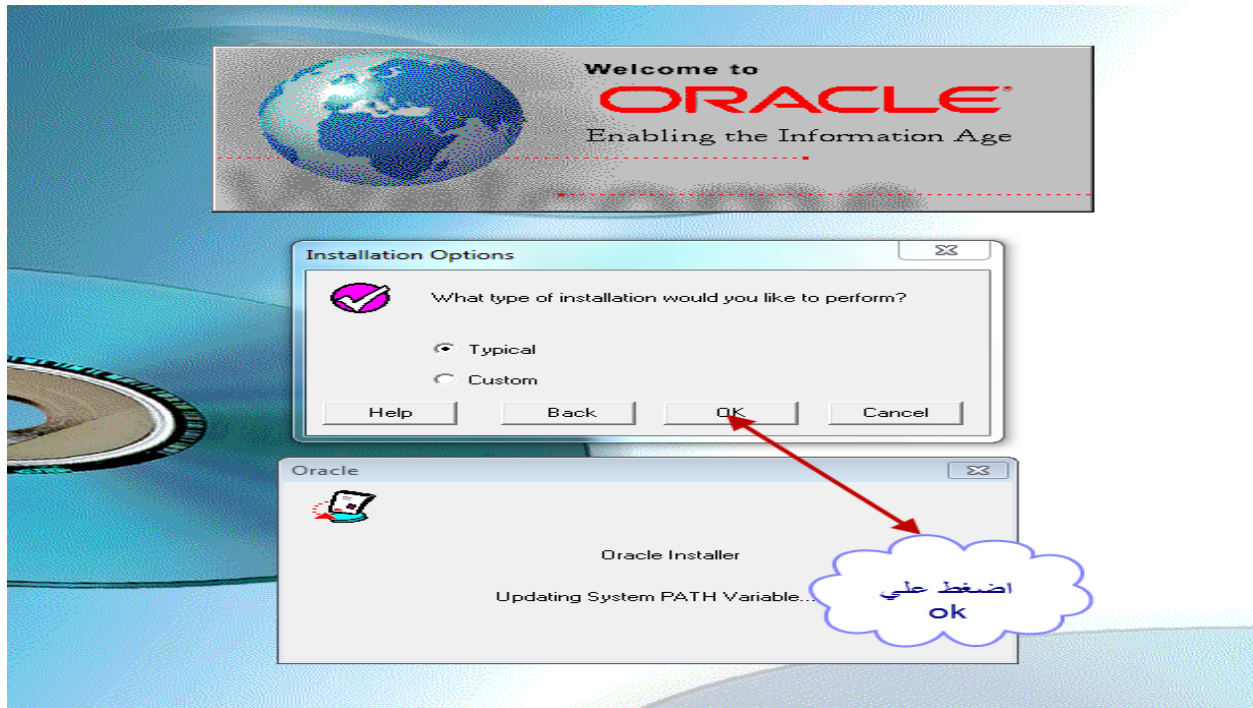 Welcome to
ORACLE®
Enabling the Information Age
Installation Options
What type of installation would you like to perform?
Typical
Custom
Help Back OK Cancel
Oracle
Oracle Installer
Updating System PATH Variable...
اضغط علي
ok